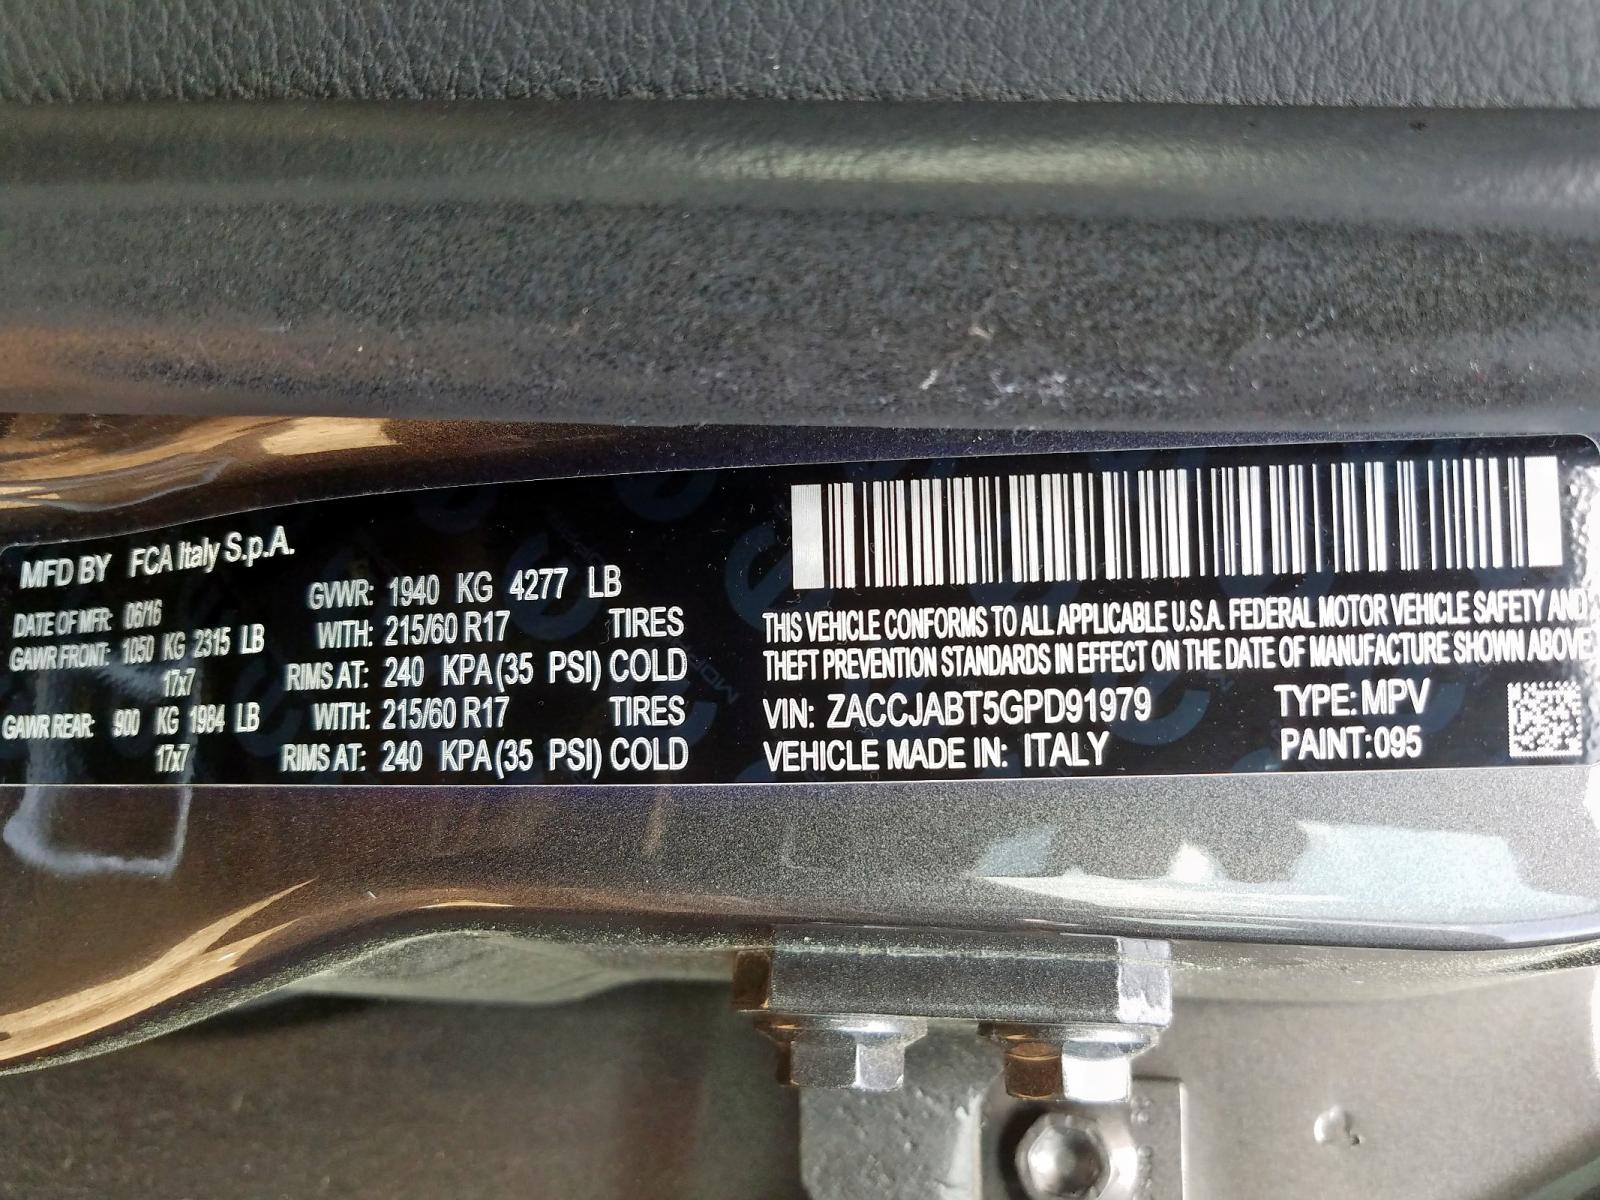 MFD BY FCA Italy S.p.A.
DATE OF MFR: 06/16 GVWR: 1940 KG 4277 LB
GAWR FRONT: 1050 KG 2315 LB WITH: 215/60 R17 TIRES
17x7 RIMS AT: 240 KPA (35 PSI) COLD
GAWR REAR: 900 KG 1984 LB WITH: 215/60 R17 TIRES
17x7 RIMS AT: 240 KPA (35 PSI) COLD
THIS VEHICLE CONFORMS TO ALL APPLICABLE U.S.A. FEDERAL MOTOR VEHICLE SAFETY AND
THEFT PREVENTION STANDARDS IN EFFECT ON THE DATE OF MANUFACTURE SHOWN ABOVE.
VIN: ZACCJABT5GPD91979 TYPE: MPV
VEHICLE MADE IN: ITALY PAINT: 095